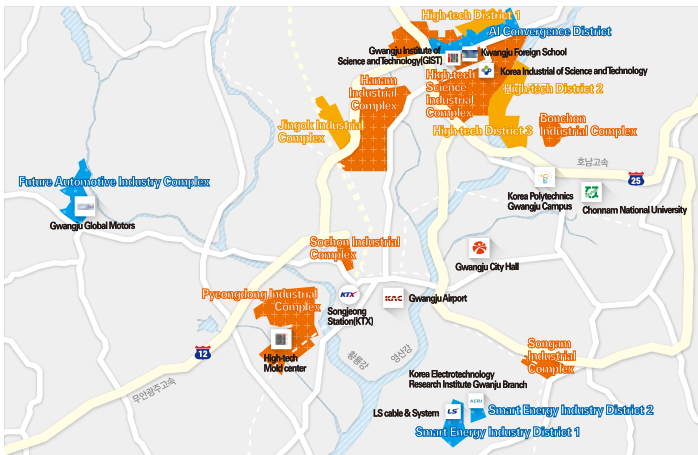 High-tech District 1
AI Convergence District
Gwangju Institute of
Science and Technology(GIST)
Kwangju Foreign School
Korea Industrial of Science and Technology
Hanam
Industrial
Complex
High-tech
Science
Industrial
Complex
High-tech District 2
Jingok Industrial
Complex
High-tech District 3
Bonchon
Industrial Complex
호남고속
25
Future Automotive Industry Complex
Gwangju Global Motors
Korea Polytechnics
Gwangju Campus
Chonnam National University
Sochon Industrial
Complex
Gwangju City Hall
Pyeongdong Industrial
Complex
KTX
Songjeong
Station(KTX)
KAC
Gwangju Airport
High-tech
Mold center
12
무안광주고속
황룡강
영산강
Songam
Industrial
Complex
Korea Electrotechnology
Research Institute Gwanju Branch
KERI
LS cable & System
LS
Smart Energy Industry District 2
Smart Energy Industry District 1